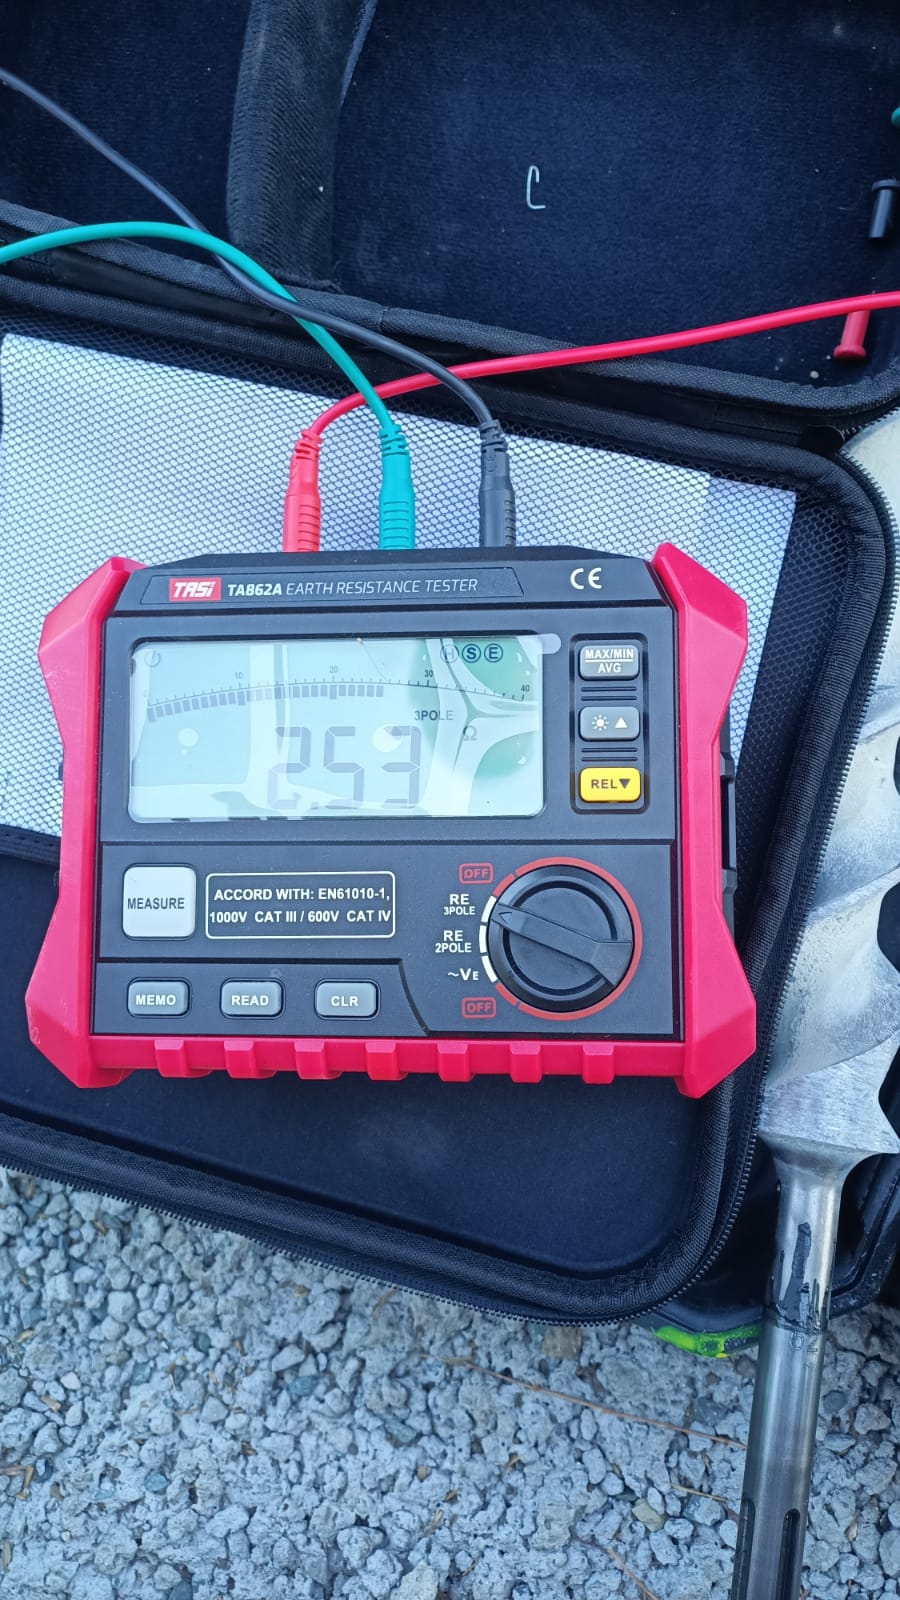 C
TASI TA862A EARTH RESISTANCE TESTER CE
H S E
10 20 30 40
3POLE
2.53 Ω
MAX/MIN
AVG
REL▼
MEASURE
ACCORD WITH: EN61010-1,
1000V CAT III / 600V CAT IV
OFF
RE
3POLE
RE
2POLE
~VE
OFF
MEMO READ CLR